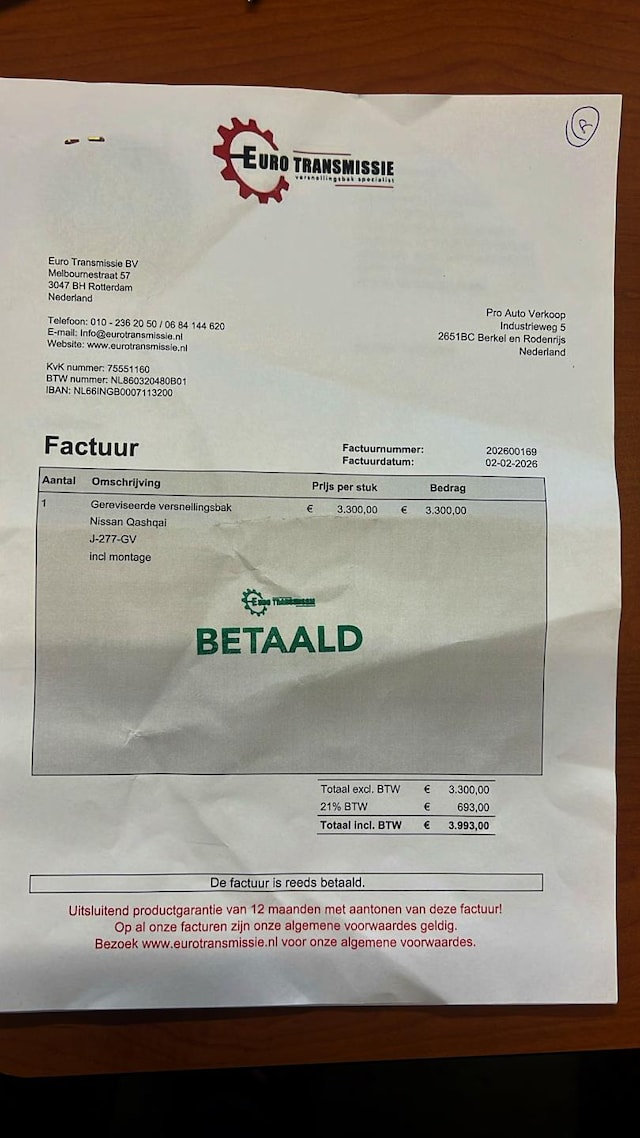 EURO TRANSMISSIE
versnellingsbak specialist
R
Euro Transmissie BV
Melbournestraat 57
3047 BH Rotterdam
Nederland
Telefoon: 010 - 236 20 50 / 06 84 144 620
E-mail: Info@eurotransmissie.nl
Website: www.eurotransmissie.nl
KvK nummer: 75551160
BTW nummer: NL860320480B01
IBAN: NL66INGB0007113200
Pro Auto Verkoop
Industrieweg 5
2651BC Berkel en Rodenrijs
Nederland
Factuur
Factuurnummer: 202600169
Factuurdatum: 02-02-2026
Aantal Omschrijving Prijs per stuk Bedrag
1 Gereviseerde versnellingsbak € 3.300,00 € 3.300,00
Nissan Qashqai
J-277-GV
incl montage
EURO TRANSMISSIE
BETAALD
Totaal excl. BTW € 3.300,00
21% BTW € 693,00
Totaal incl. BTW € 3.993,00
De factuur is reeds betaald.
Uitsluitend productgarantie van 12 maanden met aantonen van deze factuur!
Op al onze facturen zijn onze algemene voorwaardes geldig.
Bezoek www.eurotransmissie.nl voor onze algemene voorwaardes.